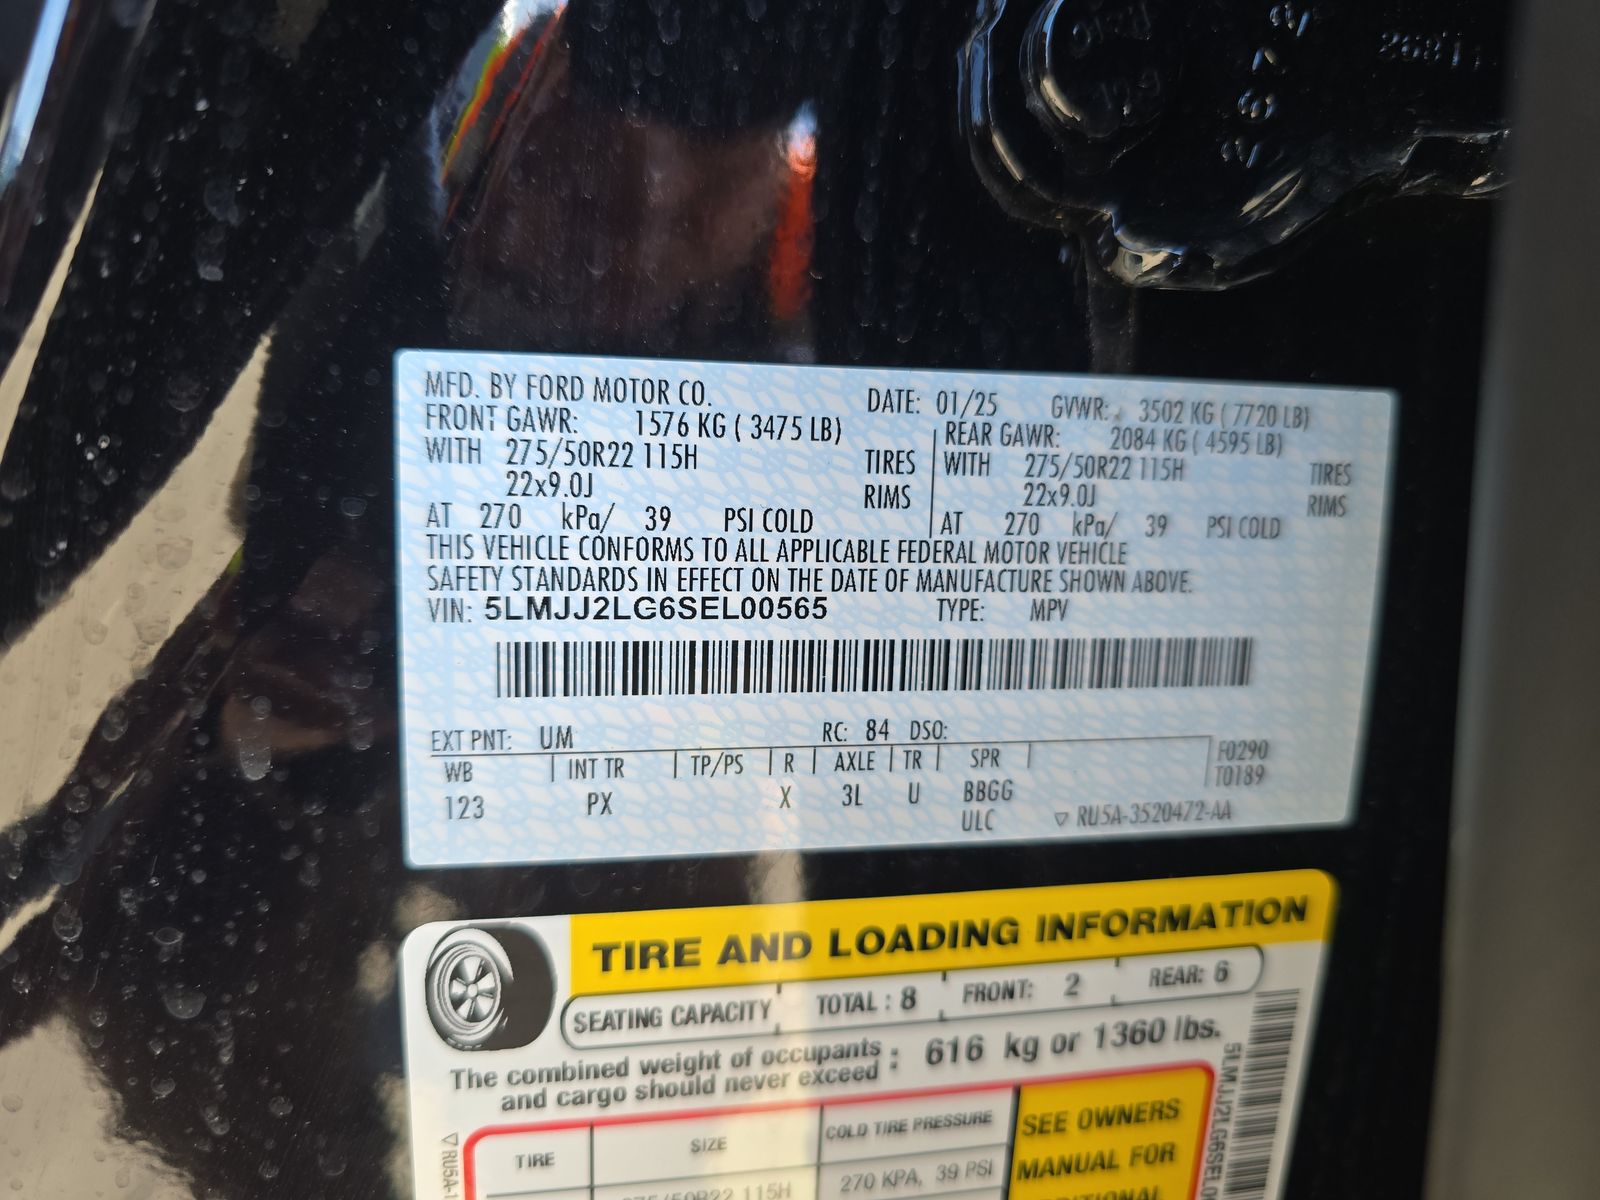 MFD. BY FORD MOTOR CO. DATE: 01/25 GVWR: 3502 KG ( 7720 LB)
FRONT GAWR: 1576 KG ( 3475 LB) REAR GAWR: 2084 KG ( 4595 LB)
WITH 275/50R22 115H TIRES WITH 275/50R22 115H TIRES
22x9.0J RIMS 22x9.0J RIMS
AT 270 kPa/ 39 PSI COLD AT 270 kPa/ 39 PSI COLD
THIS VEHICLE CONFORMS TO ALL APPLICABLE FEDERAL MOTOR VEHICLE
SAFETY STANDARDS IN EFFECT ON THE DATE OF MANUFACTURE SHOWN ABOVE.
VIN: 5LMJJ2LG6SEL00565 TYPE: MPV
EXT PNT: UM RC: 84 DSO:
WB INT TR TP/PS R AXLE TR SPR F0290
123 PX X 3L U BBGG T0189
ULC ▽ RU5A-3520472-AA
TIRE AND LOADING INFORMATION
SEATING CAPACITY TOTAL : 8 FRONT: 2 REAR: 6
The combined weight of occupants
and cargo should never exceed : 616 kg or 1360 lbs.
TIRE SIZE COLD TIRE PRESSURE SEE OWNERS
MANUAL FOR
275/50R22 115H 270 KPA, 39 PSI